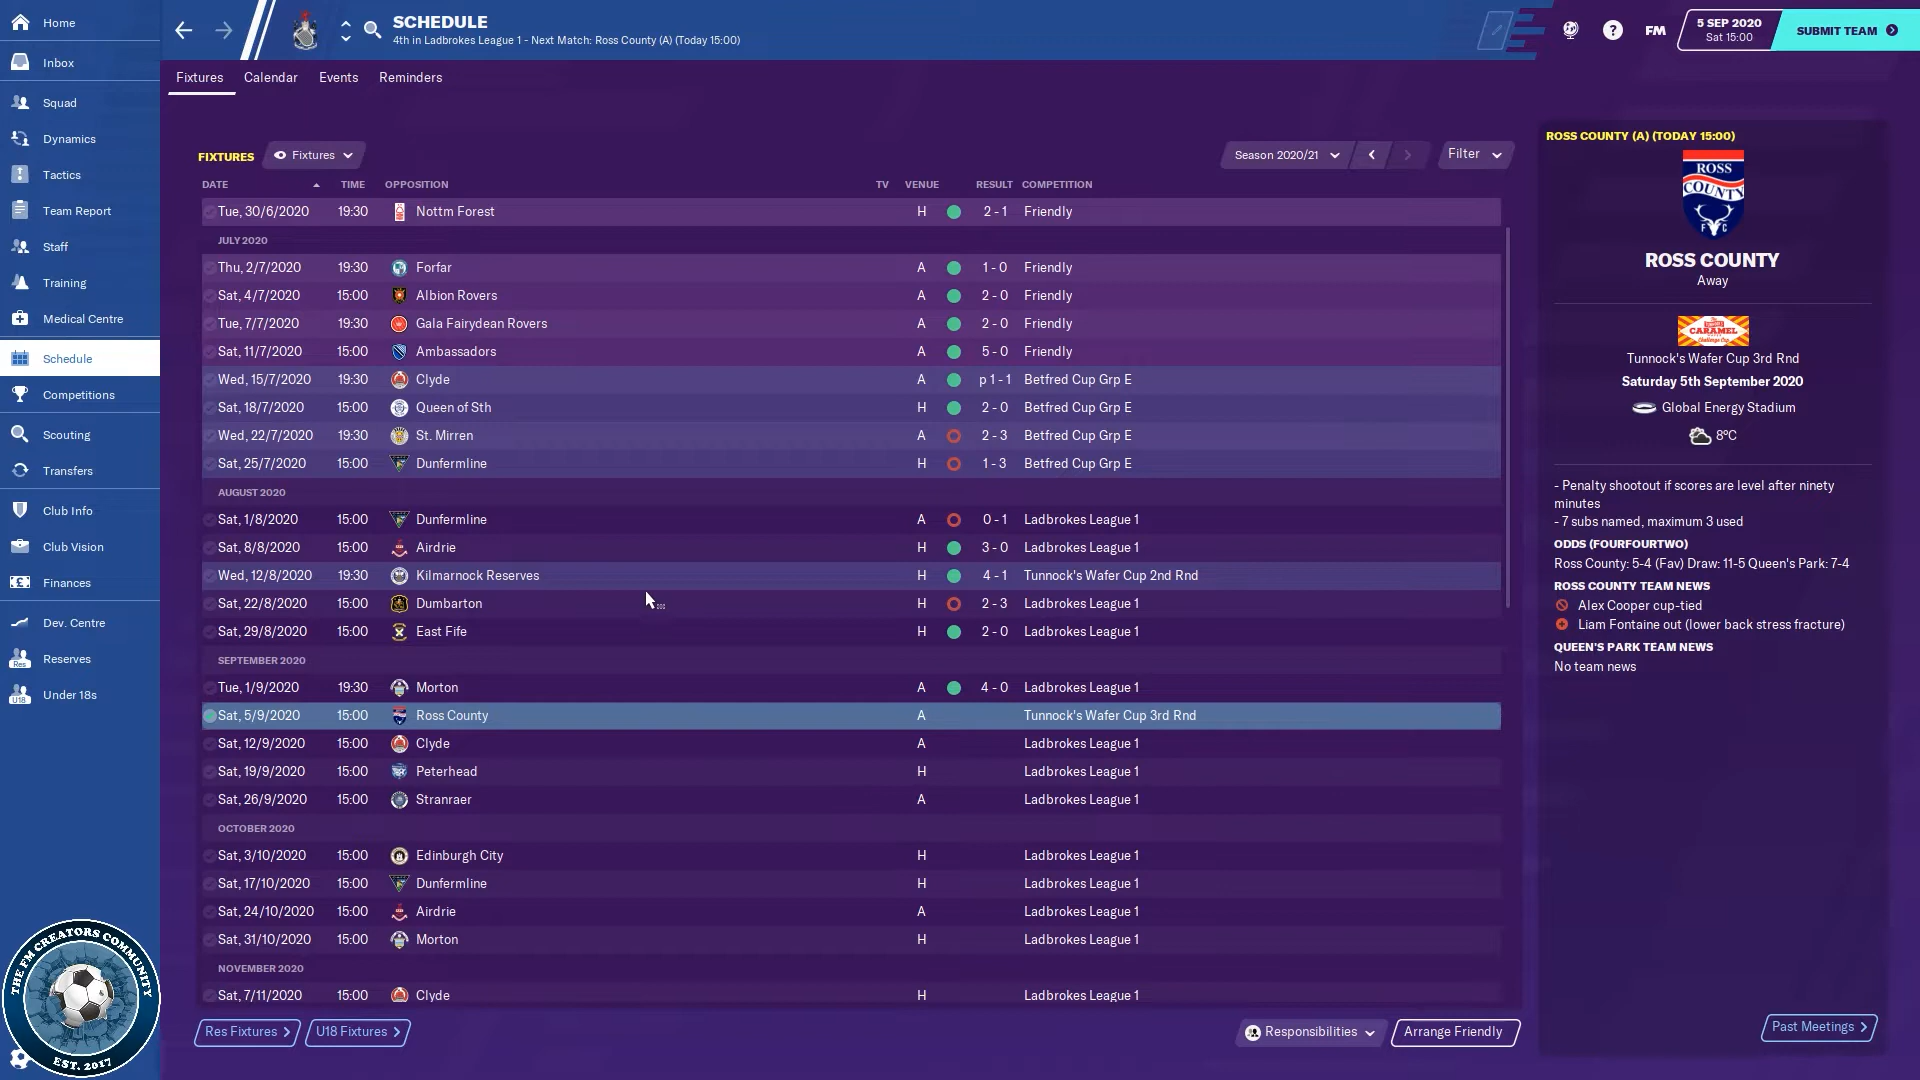 Home
Inbox
Squad
Dynamics
Tactics
Team Report
Staff
Training
Medical Centre
Schedule
Competitions
Scouting
Transfers
Club Info
Club Vision
Finances
Dev. Centre
Res Reserves
U18 Under 18s
THE FM CREATORS COMMUNITY
EST. 2017
SCHEDULE
4th in Ladbrokes League 1 - Next Match: Ross County (A) (Today 15:00)
FM
5 SEP 2020
Sat 15:00
SUBMIT TEAM
Fixtures Calendar Events Reminders
FIXTURES Fixtures Season 2020/21 Filter
DATE TIME OPPOSITION TV VENUE RESULT COMPETITION
Tue, 30/6/2020 19:30 Nottm Forest H 2 - 1 Friendly
JULY 2020
Thu, 2/7/2020 19:30 Forfar A 1 - 0 Friendly
Sat, 4/7/2020 15:00 Albion Rovers A 2 - 0 Friendly
Tue, 7/7/2020 19:30 Gala Fairydean Rovers A 2 - 0 Friendly
Sat, 11/7/2020 15:00 Ambassadors A 5 - 0 Friendly
Wed, 15/7/2020 19:30 Clyde A p 1 - 1 Betfred Cup Grp E
Sat, 18/7/2020 15:00 Queen of Sth H 2 - 0 Betfred Cup Grp E
Wed, 22/7/2020 19:30 St. Mirren A 2 - 3 Betfred Cup Grp E
Sat, 25/7/2020 15:00 Dunfermline H 1 - 3 Betfred Cup Grp E
AUGUST 2020
Sat, 1/8/2020 15:00 Dunfermline A 0 - 1 Ladbrokes League 1
Sat, 8/8/2020 15:00 Airdrie H 3 - 0 Ladbrokes League 1
Wed, 12/8/2020 19:30 Kilmarnock Reserves H 4 - 1 Tunnock's Wafer Cup 2nd Rnd
Sat, 22/8/2020 15:00 Dumbarton H 2 - 3 Ladbrokes League 1
Sat, 29/8/2020 15:00 East Fife H 2 - 0 Ladbrokes League 1
SEPTEMBER 2020
Tue, 1/9/2020 19:30 Morton A 4 - 0 Ladbrokes League 1
Sat, 5/9/2020 15:00 Ross County A Tunnock's Wafer Cup 3rd Rnd
Sat, 12/9/2020 15:00 Clyde A Ladbrokes League 1
Sat, 19/9/2020 15:00 Peterhead H Ladbrokes League 1
Sat, 26/9/2020 15:00 Stranraer A Ladbrokes League 1
OCTOBER 2020
Sat, 3/10/2020 15:00 Edinburgh City H Ladbrokes League 1
Sat, 17/10/2020 15:00 Dunfermline H Ladbrokes League 1
Sat, 24/10/2020 15:00 Airdrie A Ladbrokes League 1
Sat, 31/10/2020 15:00 Morton H Ladbrokes League 1
NOVEMBER 2020
Sat, 7/11/2020 15:00 Clyde H Ladbrokes League 1
Res Fixtures U18 Fixtures Responsibilities Arrange Friendly
ROSS COUNTY (A) (TODAY 15:00)
ROSS
COUNTY
F C
ROSS COUNTY
Away
CARAMEL
Tunnock's Wafer Cup 3rd Rnd
Saturday 5th September 2020
Global Energy Stadium
8ºC
- Penalty shootout if scores are level after ninety
minutes
- 7 subs named, maximum 3 used
ODDS (FOURFOURTWO)
Ross County: 5-4 (Fav) Draw: 11-5 Queen's Park: 7-4
ROSS COUNTY TEAM NEWS
Alex Cooper cup-tied
Liam Fontaine out (lower back stress fracture)
QUEEN'S PARK TEAM NEWS
No team news
Past Meetings